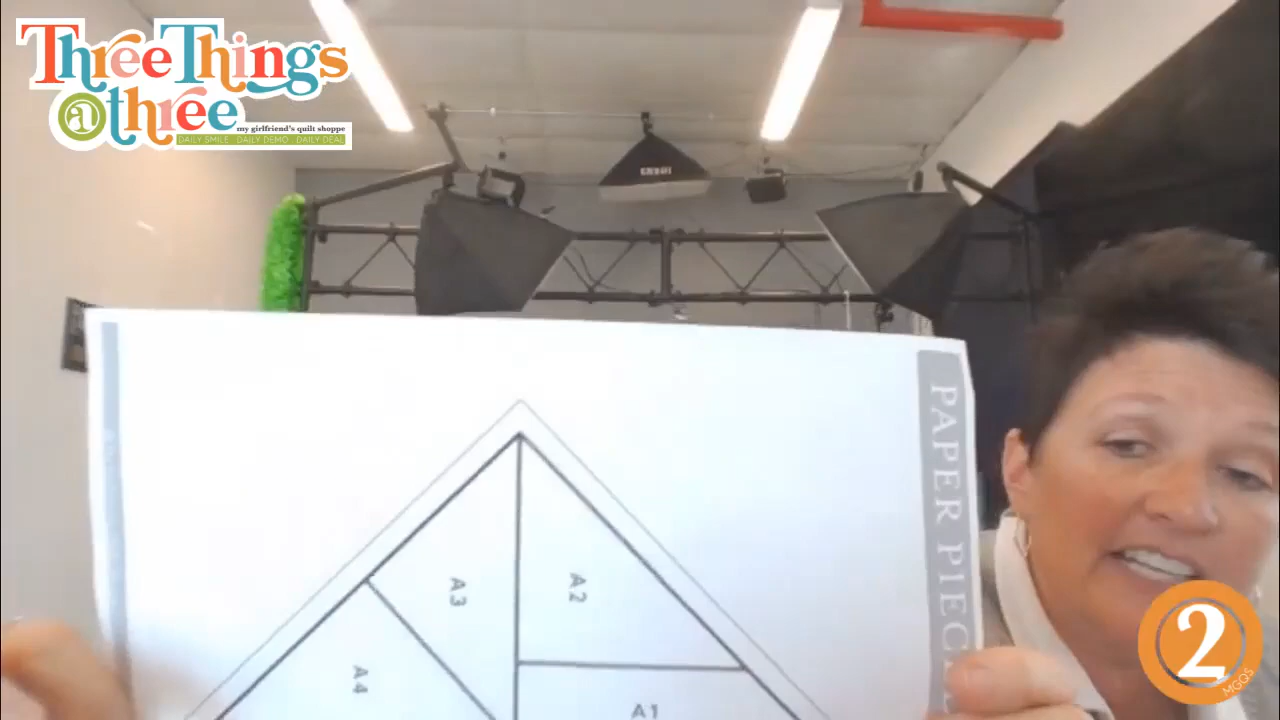 Three Things
@three
my girlfriend's quilt shoppe
DAILY SMILE DAILY DEMO DAILY DEAL
PAPER PIEC
A3
A2
A4
A1
2
MGQS